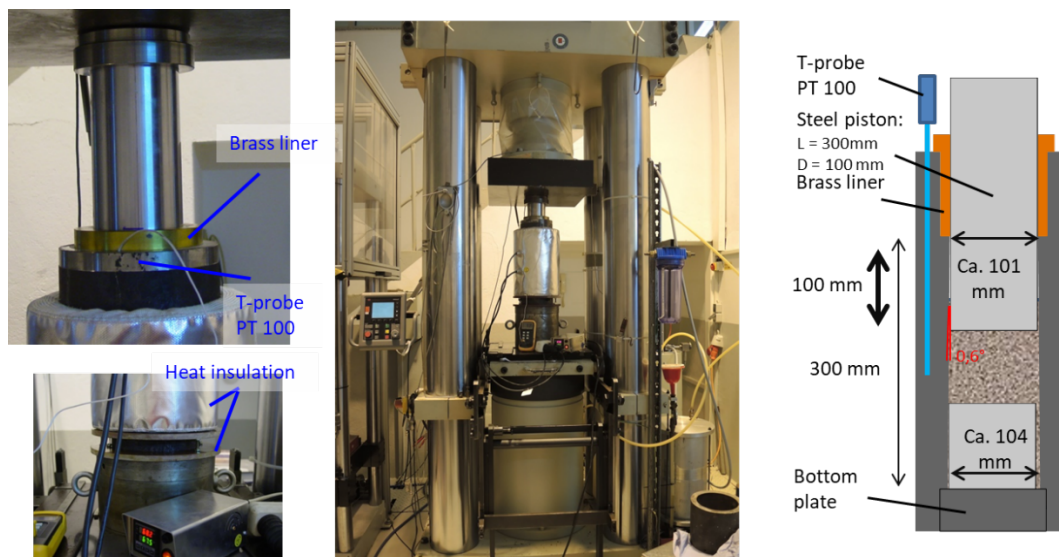 Brass liner
T-probe
PT 100
Heat insulation
T-probe
PT 100
Steel piston:
L = 300mm
D = 100 mm
Brass liner
100 mm
300 mm
Ca. 101
mm
0,6°
Ca. 104
mm
Bottom
plate